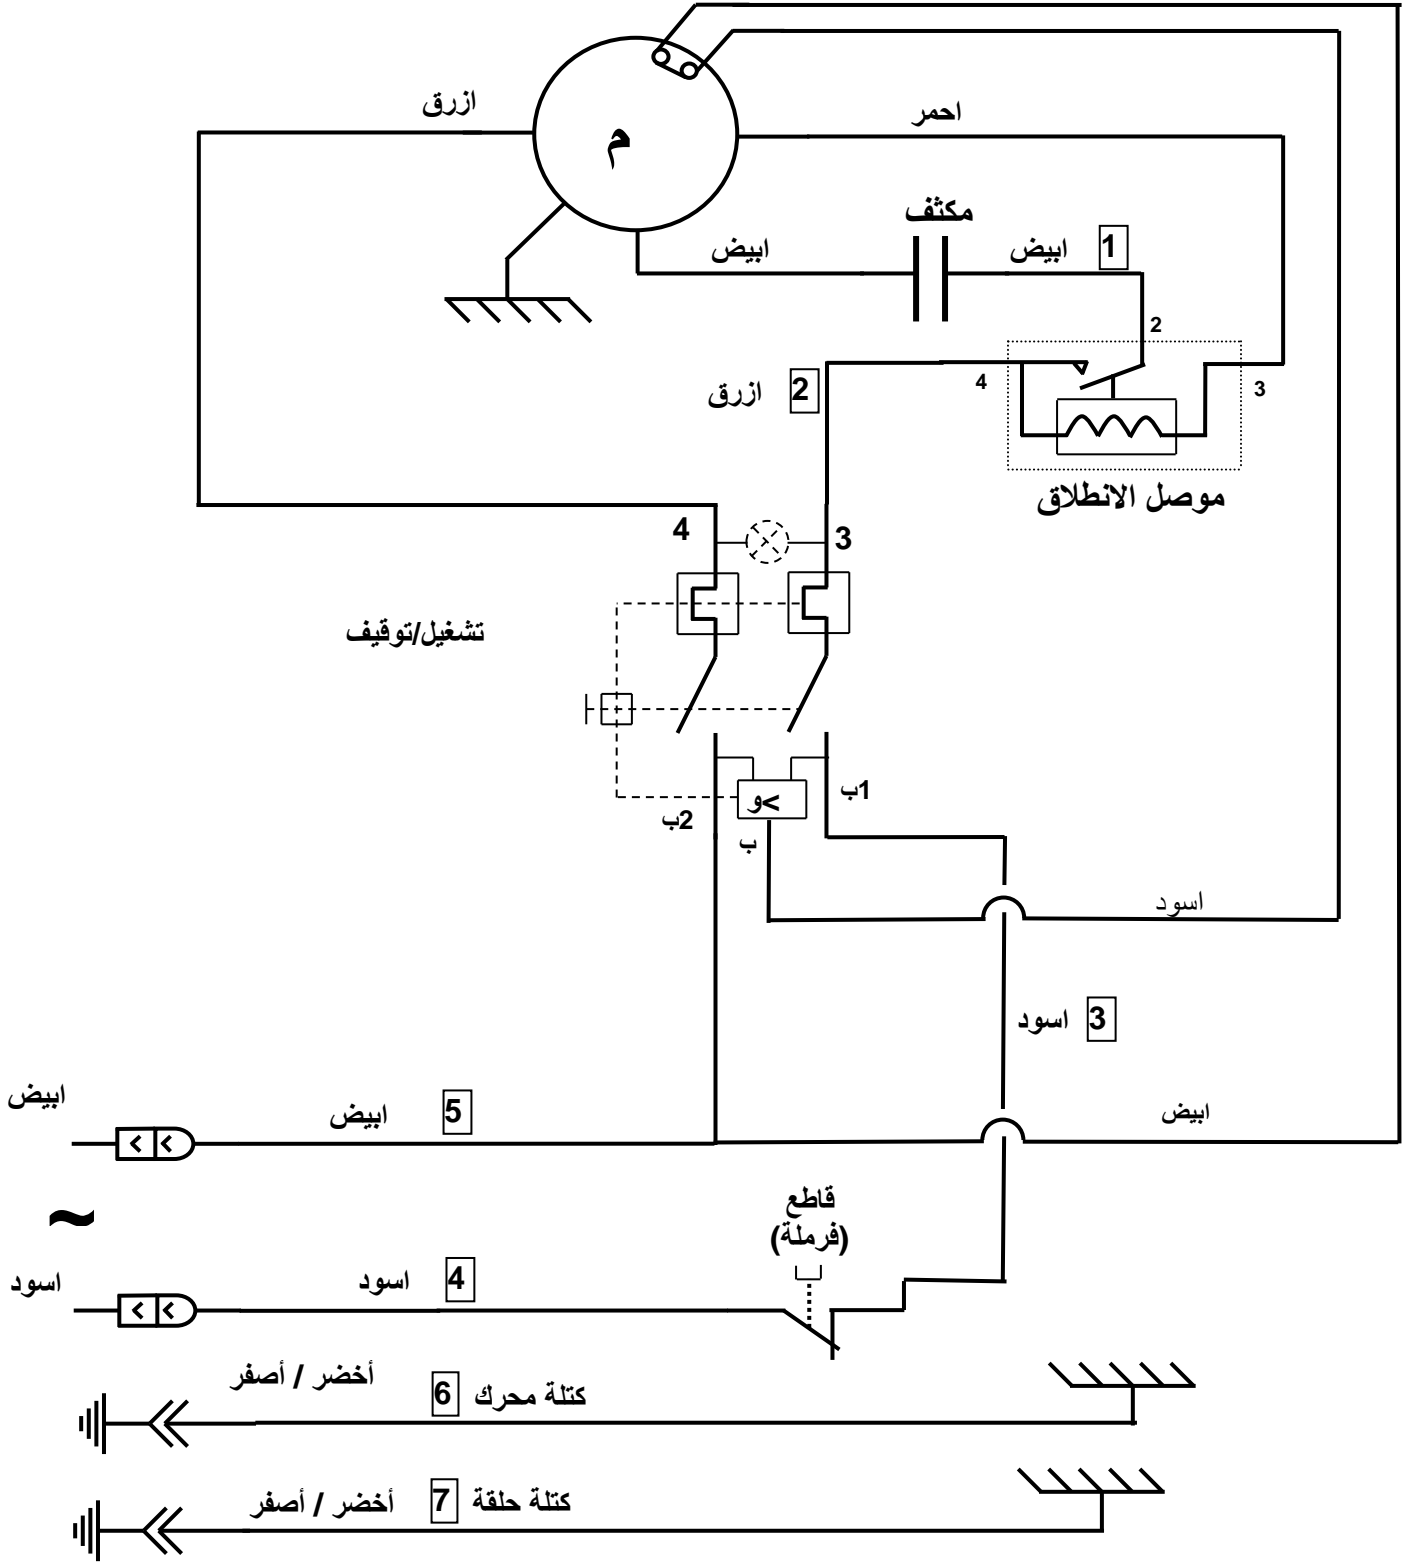 ازرق
احمر
م
مكثف
ابيض
ابيض
1
2
4
3
ازرق
2
موصل الانطلاق
4
3
تشغيل/توقيف
ب1
و<
ب2
ب
اسود
اسود
3
ابيض
ابيض
5
ابيض
~
قاطع
(فرملة)
اسود
اسود
4
أخضر / أصفر
6
كتلة محرك
أخضر / أصفر
7
كتلة حلقة